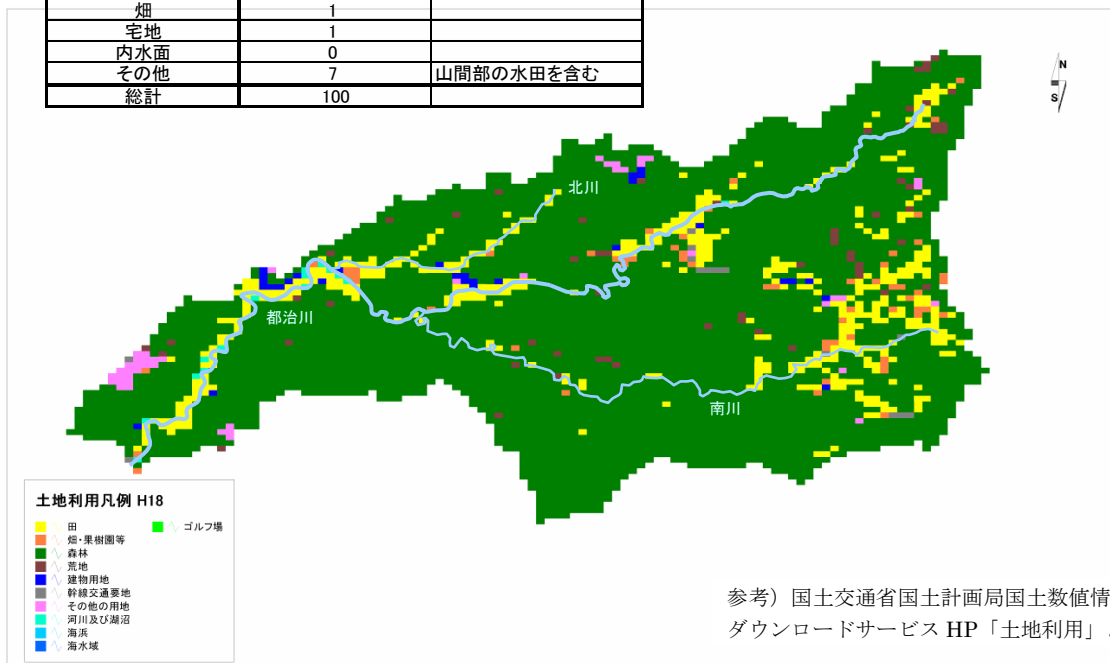 畑 1
宅地 1
内水面 0
その他 7 山間部の水田を含む
総計 100
N
S
北川
都治川
南川
土地利用凡例 H18
田
畑・果樹園等
森林
荒地
建物用地
幹線交通要地
その他の用地
河川及び湖沼
海浜
海水域
ゴルフ場
参考）国土交通省国土計画局国土数値情
ダウンロードサービス HP「土地利用」